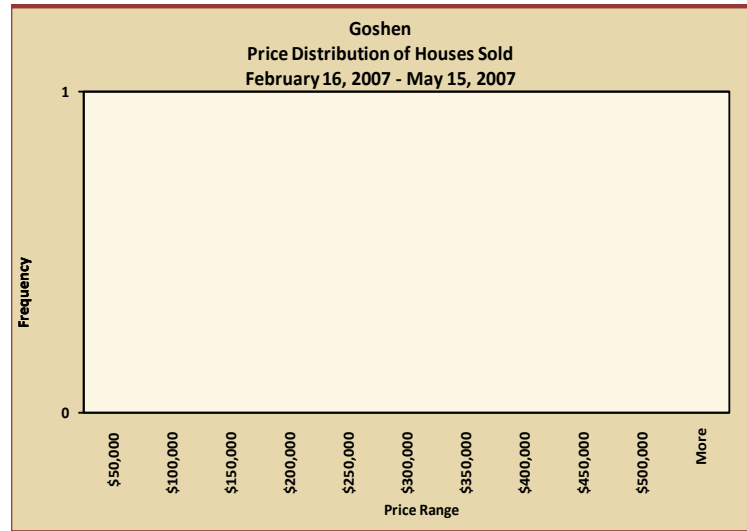 Goshen
Price Distribution of Houses Sold
February 16, 2007 - May 15, 2007
1
Frequency
0
$50,000
$100,000
$150,000
$200,000
$250,000
$300,000
$350,000
$400,000
$450,000
$500,000
More
Price Range